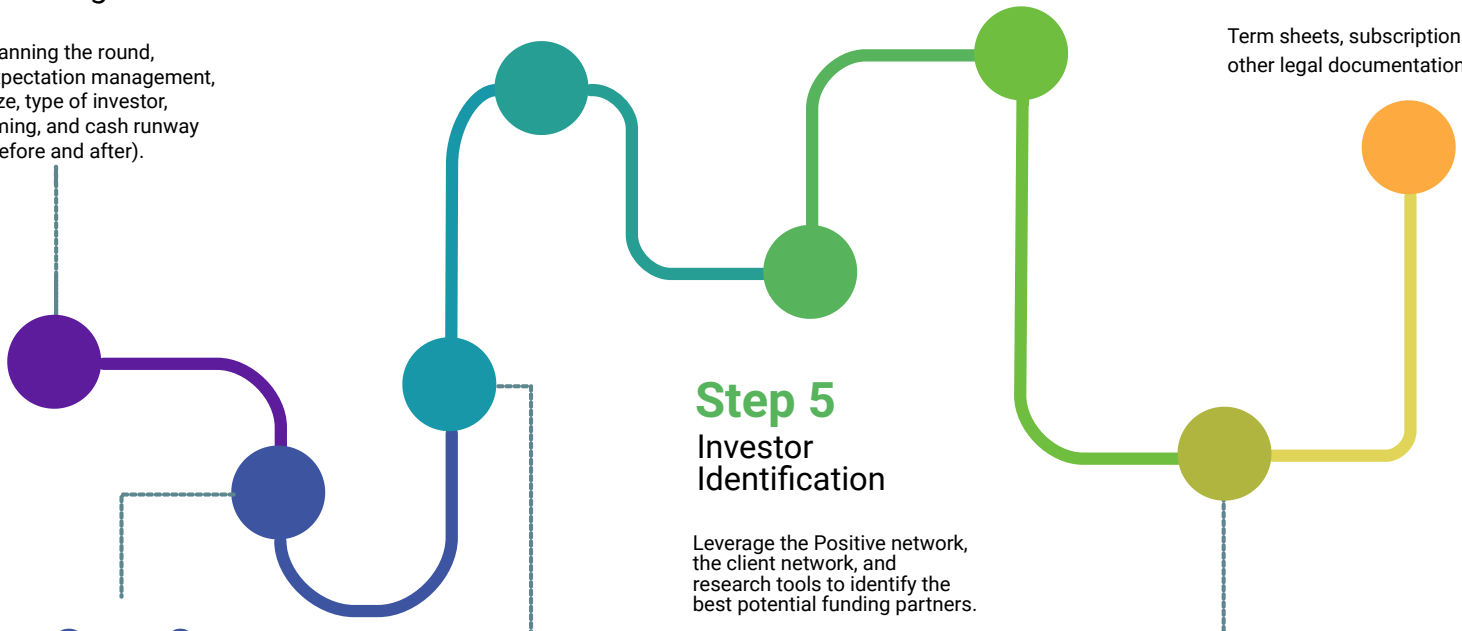 anning the round,
pectation management,
ze, type of investor,
ning, and cash runway
efore and after).
Step 5
Investor
Identification
Leverage the Positive network,
the client network, and
research tools to identify the
best potential funding partners.
Term sheets, subscription
other legal documentation